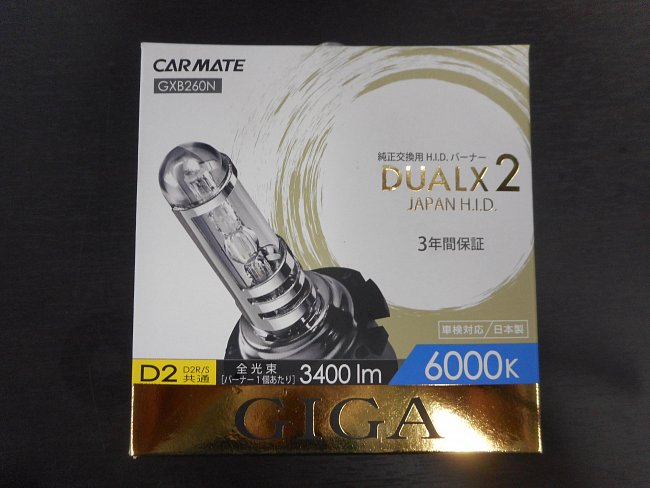 CARMATE
GXB260N
純正交換用 H.I.D. バーナー
DUALX2
JAPAN H.I.D.
3年間保証
車検対応/日本製
D2 D2R/S 共通
全光束 [バーナー1個あたり] 3400 lm
6000K
GIGA